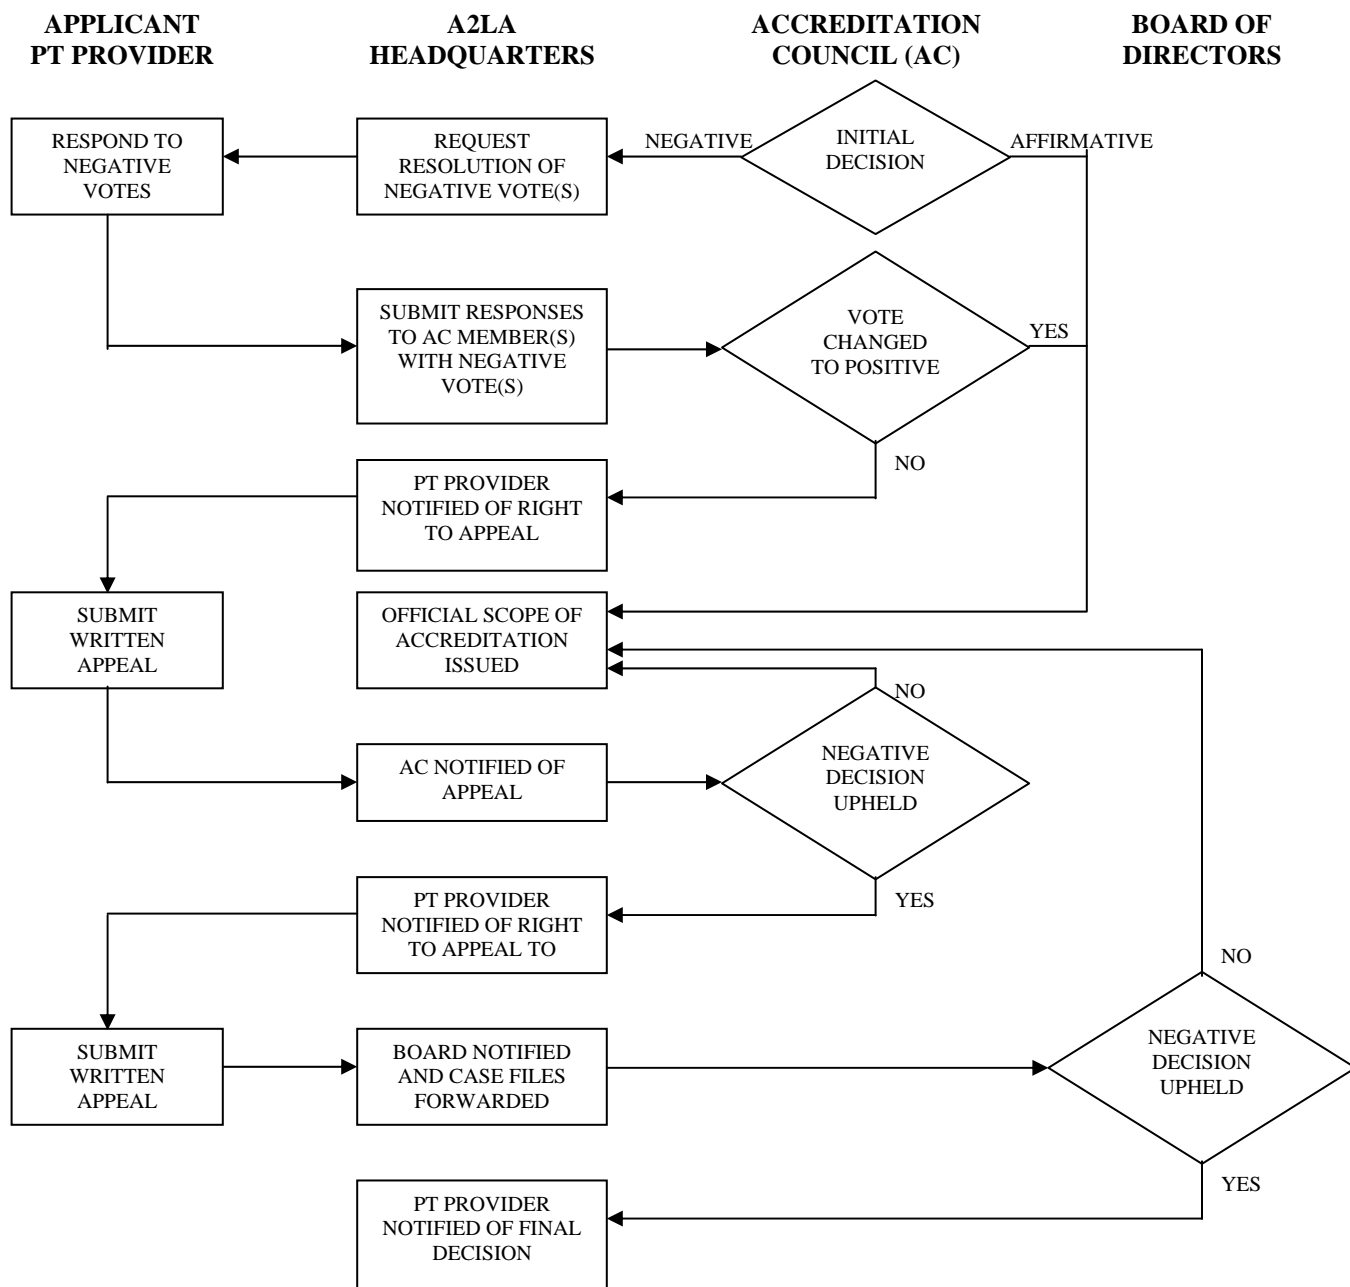 APPLICANT
PT PROVIDER
A2LA
HEADQUARTERS
ACCREDITATION
COUNCIL (AC)
BOARD OF
DIRECTORS
RESPOND TO
NEGATIVE
VOTES
REQUEST
RESOLUTION OF
NEGATIVE VOTE(S)
NEGATIVE
INITIAL
DECISION
AFFIRMATIVE
SUBMIT RESPONSES
TO AC MEMBER(S)
WITH NEGATIVE
VOTE(S)
VOTE
CHANGED
TO POSITIVE
YES
NO
PT PROVIDER
NOTIFIED OF RIGHT
TO APPEAL
SUBMIT
WRITTEN
APPEAL
OFFICIAL SCOPE OF
ACCREDITATION
ISSUED
NO
AC NOTIFIED OF
APPEAL
NEGATIVE
DECISION
UPHELD
YES
PT PROVIDER
NOTIFIED OF RIGHT
TO APPEAL TO
NO
SUBMIT
WRITTEN
APPEAL
BOARD NOTIFIED
AND CASE FILES
FORWARDED
NEGATIVE
DECISION
UPHELD
YES
PT PROVIDER
NOTIFIED OF FINAL
DECISION